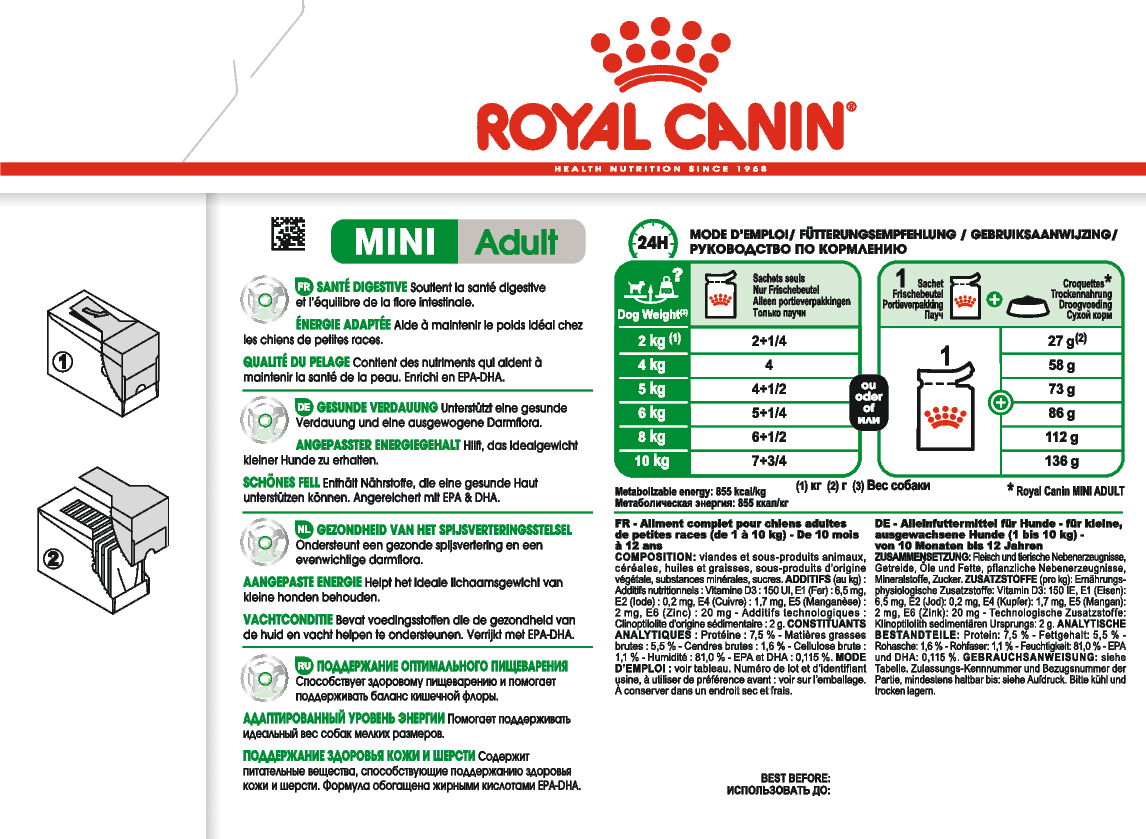 ROYAL CANIN®
HEALTH NUTRITION SINCE 1968
MINI Adult
FR SANTÉ DIGESTIVE Soutient la santé digestive
et l'équilibre de la flore intestinale.
ÉNERGIE ADAPTÉE Aide à maintenir le poids idéal chez
les chiens de petites races.
QUALITÉ DU PELAGE Contient des nutriments qui aident à
maintenir la santé de la peau. Enrichi en EPA-DHA.
DE GESUNDE VERDAUUNG Unterstützt eine gesunde
Verdauung und eine ausgewogene Darmflora.
ANGEPASSTER ENERGIEGEHALT Hilft, das Idealgewicht
kleiner Hunde zu erhalten.
SCHÖNES FELL Enthält Nährstoffe, die eine gesunde Haut
unterstützen können. Angereichert mit EPA & DHA.
NL GEZONDHEID VAN HET SPIJSVERTERINGSSTELSEL
Ondersteunt een gezonde spijsvertering en een
evenwichtige darmflora.
AANGEPASTE ENERGIE Helpt het ideale lichaamsgewicht van
kleine honden behouden.
VACHTCONDITIE Bevat voedingsstoffen die de gezondheid van
de huid en vacht helpen te ondersteunen. Verrijkt met EPA-DHA.
RU ПОДДЕРЖАНИЕ ОПТИМАЛЬНОГО ПИЩЕВАРЕНИЯ
Способствует здоровому пищеварению и помогает
поддерживать баланс кишечной флоры.
АДАПТИРОВАННЫЙ УРОВЕНЬ ЭНЕРГИИ Помогает поддерживать
идеальный вес собак мелких размеров.
ПОДДЕРЖАНИЕ ЗДОРОВЬЯ КОЖИ И ШЕРСТИ Содержит
питательные вещества, способствующие поддержанию здоровья
кожи и шерсти. Формула обогащена жирными кислотами EPA-DHA.
1
2
24H
MODE D'EMPLOI/ FÜTTERUNGSEMPFEHLUNG / GEBRUIKSAANWIJZING/
РУКОВОДСТВО ПО КОРМЛЕНИЮ
?
KG
Dog Weight(3)
Sachets seuls
Nur Frischebeutel
Alleen portieverpakkingen
Только паучи
1 Sachet
Frischebeutel
Portieverpakking
Пауч
+
Croquettes*
Trockennahrung
Droogvoeding
Сухой корм
2 kg (1) 2+1/4 27 g(2)
4 kg 4 58 g
5 kg 4+1/2 73 g
6 kg 5+1/4 86 g
8 kg 6+1/2 112 g
10 kg 7+3/4 136 g
ou
oder
of
или
1
+
(1) кг (2) г (3) Вес собаки
* Royal Canin MINI ADULT
Metabolizable energy: 855 kcal/kg
Метаболическая энергия: 855 ккал/кг
FR - Aliment complet pour chiens adultes
de petites races (de 1 à 10 kg) - De 10 mois
à 12 ans
COMPOSITION: viandes et sous-produits animaux,
céréales, huiles et graisses, sous-produits d'origine
végétale, substances minérales, sucres. ADDITIFS (au kg) :
Additifs nutritionnels : Vitamine D3 : 150 UI, E1 (Fer) : 6,5 mg,
E2 (Iode) : 0,2 mg, E4 (Cuivre) : 1,7 mg, E5 (Manganèse) :
2 mg, E6 (Zinc) : 20 mg - Additifs technologiques :
Clinoptilolite d'origine sédimentaire : 2 g. CONSTITUANTS
ANALYTIQUES : Protéine : 7,5 % - Matières grasses
brutes : 5,5 % - Cendres brutes : 1,6 % - Cellulose brute :
1,1 % - Humidité : 81,0 % - EPA et DHA : 0,115 %. MODE
D'EMPLOI : voir tableau. Numéro de lot et d'identifiant
usine, à utiliser de préférence avant : voir sur l'emballage.
À conserver dans un endroit sec et frais.
DE - Alleinfuttermittel für Hunde - für kleine,
ausgewachsene Hunde (1 bis 10 kg) -
von 10 Monaten bis 12 Jahren
ZUSAMMENSETZUNG: Fleisch und tierische Nebenerzeugnisse,
Getreide, Öle und Fette, pflanzliche Nebenerzeugnisse,
Mineralstoffe, Zucker. ZUSATZSTOFFE (pro kg): Ernährungs-
physiologische Zusatzstoffe: Vitamin D3: 150 IE, E1 (Eisen):
6,5 mg, E2 (Jod): 0,2 mg, E4 (Kupfer): 1,7 mg, E5 (Mangan):
2 mg, E6 (Zink): 20 mg - Technologische Zusatzstoffe:
Klinoptilolith sedimentären Ursprungs: 2 g. ANALYTISCHE
BESTANDTEILE: Protein: 7,5 % - Fettgehalt: 5,5 % -
Rohasche: 1,6 % - Rohfaser: 1,1 % - Feuchtigkeit: 81,0 % - EPA
und DHA: 0,115 %. GEBRAUCHSANWEISUNG: siehe
Tabelle, Zulassungs-Kennnummer und Bezugsnummer der
Partie, mindestens haltbar bis: siehe Aufdruck. Bitte kühl und
trocken lagern.
BEST BEFORE:
ИСПОЛЬЗОВАТЬ ДО: